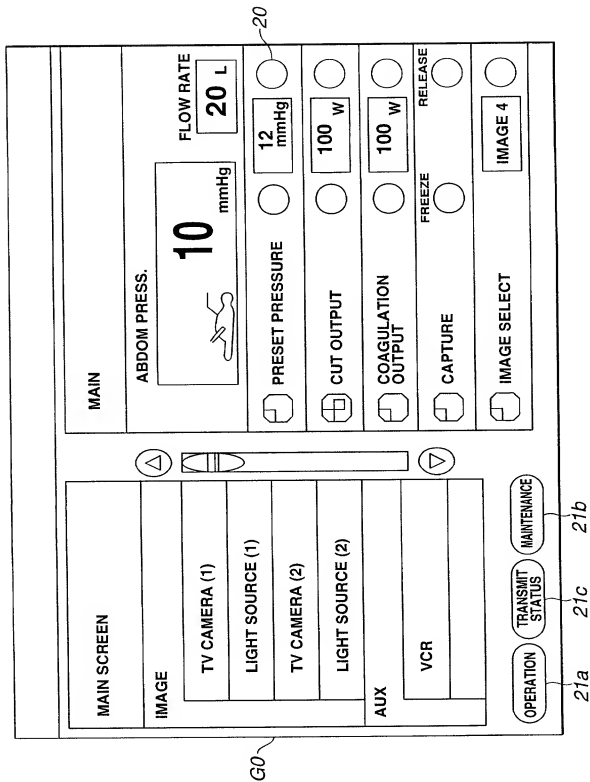 MAIN SCREEN
IMAGE
TV CAMERA (1)
LIGHT SOURCE (1)
TV CAMERA (2)
LIGHT SOURCE (2)
AUX
VCR
MAIN
ABDOM PRESS.
10
mmHg
FLOW RATE
20 L
PRESET PRESSURE
12
mmHg
CUT OUTPUT
100 W
COAGULATION
OUTPUT
100 W
CAPTURE
FREEZE
RELEASE
IMAGE SELECT
IMAGE 4
OPERATION
TRANSMIT
STATUS
MAINTENANCE
G0
20
21a
21c
21b